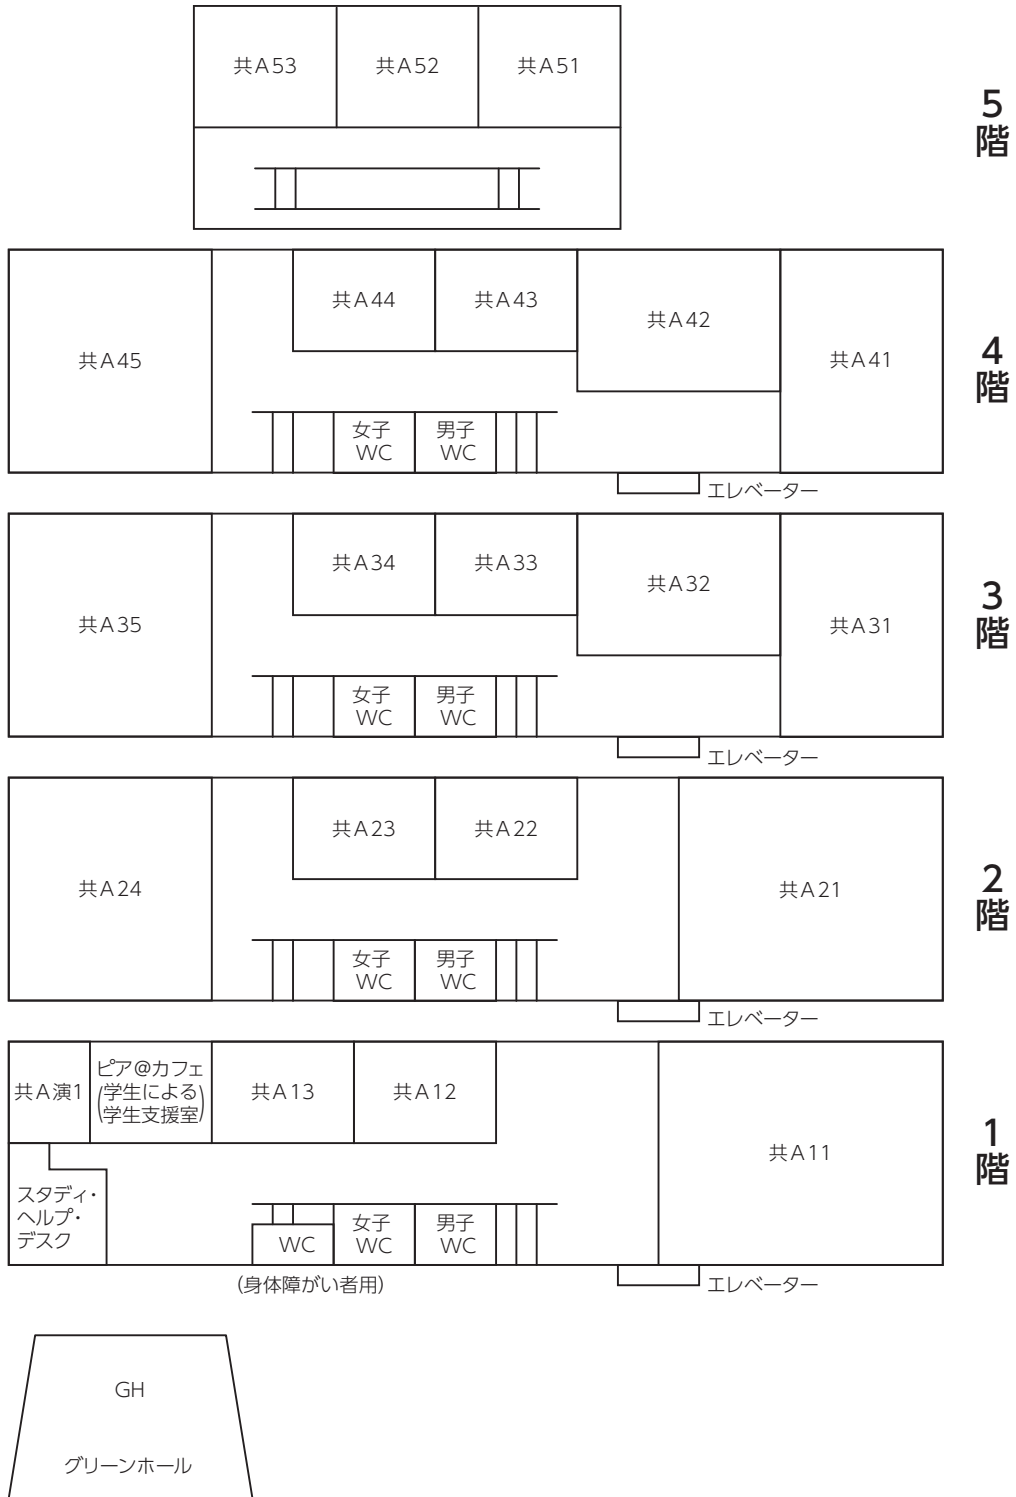 共A53
共A52
共A51
5
階
共A45
共A44
共A43
共A42
共A41
女子
WC
男子
WC
エレベーター
4
階
共A35
共A34
共A33
共A32
共A31
女子
WC
男子
WC
エレベーター
3
階
共A24
共A23
共A22
共A21
女子
WC
男子
WC
エレベーター
2
階
共A演1
ピア@カフェ
(学生による
学生支援室)
共A13
共A12
共A11
スタディ・
ヘルプ・
デスク
WC
女子
WC
男子
WC
(身体障がい者用)
エレベーター
1
階
GH
グリーンホール